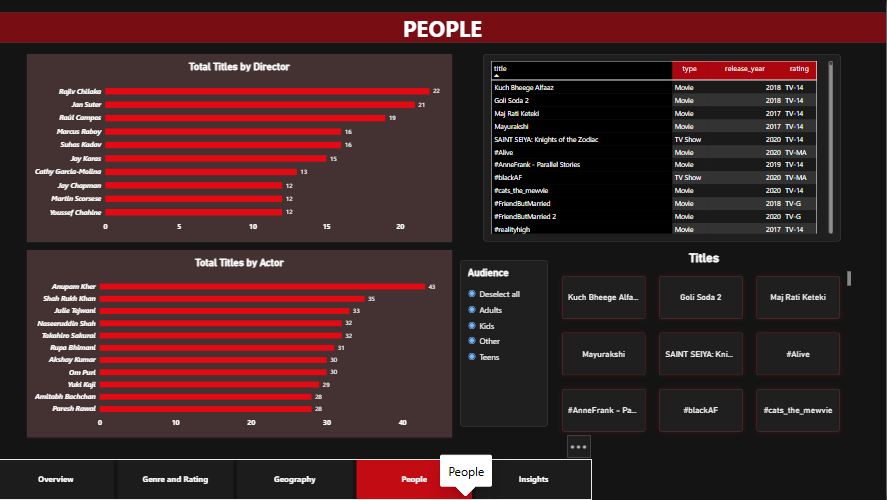 PEOPLE
Total Titles by Director
Rajiv Chilaka 22
Jan Suter 21
Raúl Campos 19
Marcus Raboy 16
Suhas Kadav 16
Jay Karas 15
Cathy Garcia-Molina 13
Jay Chapman 12
Martin Scorsese 12
Youssef Chahine 12
0 5 10 15 20
title type release_year rating
Kuch Bheege Alfaaz Movie 2018 TV-14
Goli Soda 2 Movie 2018 TV-14
Maj Rati Keteki Movie 2017 TV-14
Mayurakshi Movie 2017 TV-14
SAINT SEIYA: Knights of the Zodiac TV Show 2020 TV-14
#Alive Movie 2020 TV-MA
#AnneFrank - Parallel Stories Movie 2019 TV-14
#blackAF TV Show 2020 TV-MA
#cats_the_mewvie Movie 2020 TV-14
#FriendButMarried Movie 2018 TV-G
#FriendButMarried 2 Movie 2020 TV-G
#realityhigh Movie 2017 TV-14
Total Titles by Actor
Anupam Kher 43
Shah Rukh Khan 35
Julie Tejwani 33
Naseeruddin Shah 32
Takahiro Sakurai 32
Rupa Bhimani 31
Akshay Kumar 30
Om Puri 30
Yuki Kaji 29
Amitabh Bachchan 28
Paresh Rawal 28
0 10 20 30 40
Audience
Deselect all
Adults
Kids
Other
Teens
Titles
Kuch Bheege Alfa... Goli Soda 2 Maj Rati Keteki
Mayurakshi SAINT SEIYA: Kni... #Alive
#AnneFrank - Pa... #blackAF #cats_the_mewvie
Overview Genre and Rating Geography People Insights
People